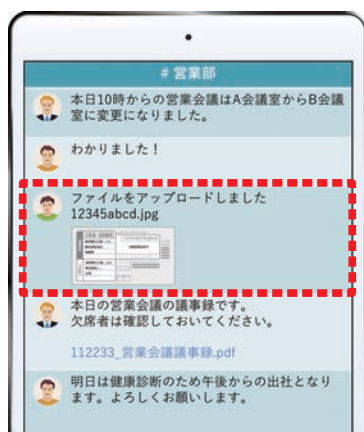 # 営業部
本日10時からの営業会議はA会議室からB会議
室に変更になりました。
わかりました！
ファイルをアップロードしました
12345abcd.jpg
本日の営業会議の議事録です。
欠席者は確認しておいてください。
112233_営業会議議事録.pdf
明日は健康診断のため午後からの出社となり
ます。よろしくお願いします。